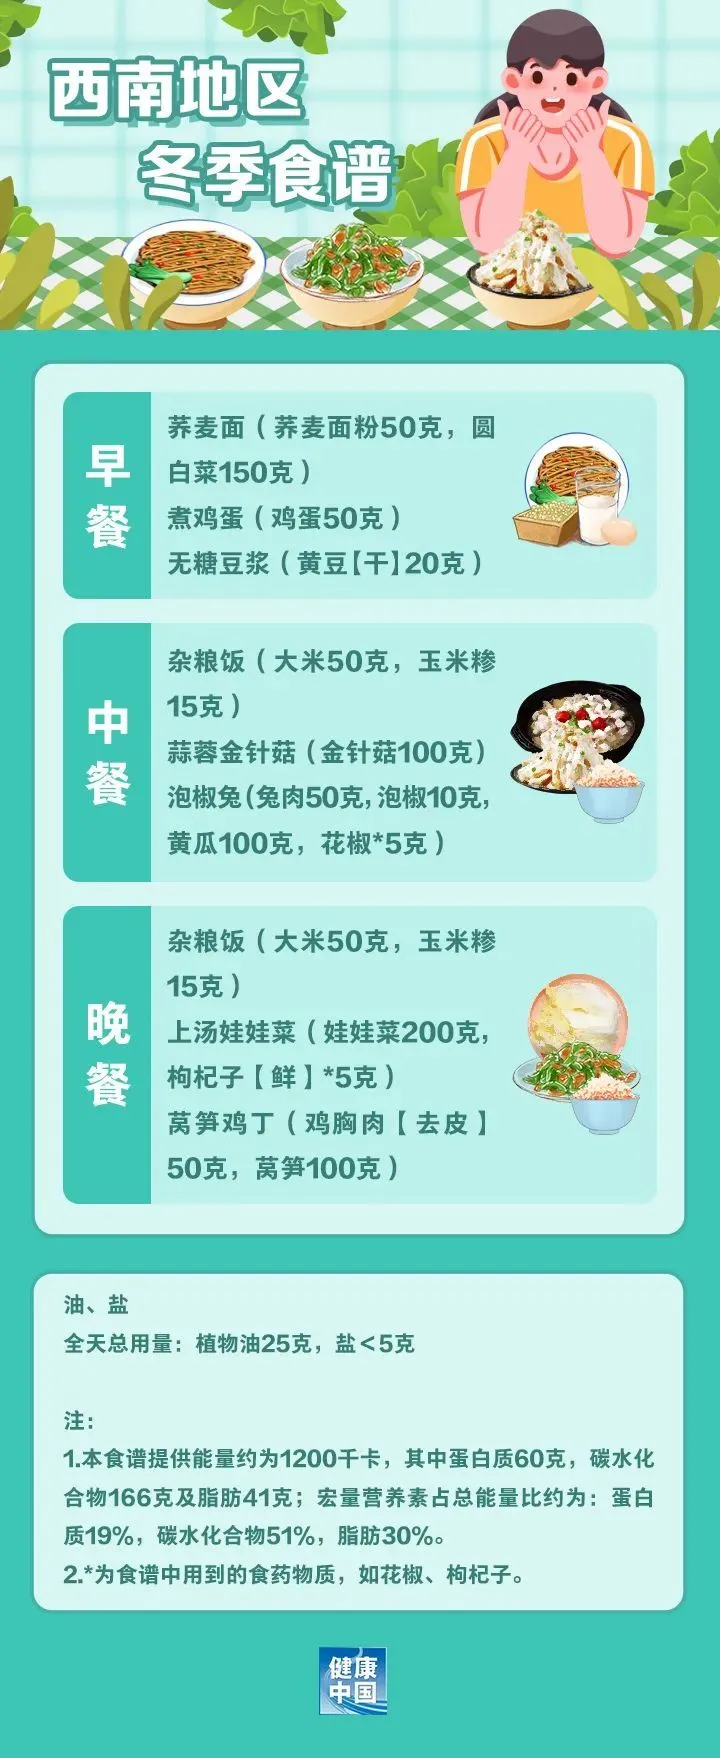 西南地区
冬季食谱
早餐
荞麦面（荞麦面粉50克，圆
白菜150克）
煮鸡蛋（鸡蛋50克）
无糖豆浆（黄豆【干】20克）
中餐
杂粮饭（大米50克，玉米糁
15克）
蒜蓉金针菇（金针菇100克）
泡椒兔（兔肉50克，泡椒10克，
黄瓜100克，花椒*5克）
晚餐
杂粮饭（大米50克，玉米糁
15克）
上汤娃娃菜（娃娃菜200克，
枸杞子【鲜】*5克）
莴笋鸡丁（鸡胸肉【去皮】
50克，莴笋100克）
油、盐
全天总用量：植物油25克，盐＜5克
注：
1.本食谱提供能量约为1200千卡，其中蛋白质60克，碳水化
合物166克及脂肪41克；宏量营养素占总能量比约为：蛋白
质19%，碳水化合物51%，脂肪30%。
2.*为食谱中用到的食药物质，如花椒、枸杞子。
健康
中国